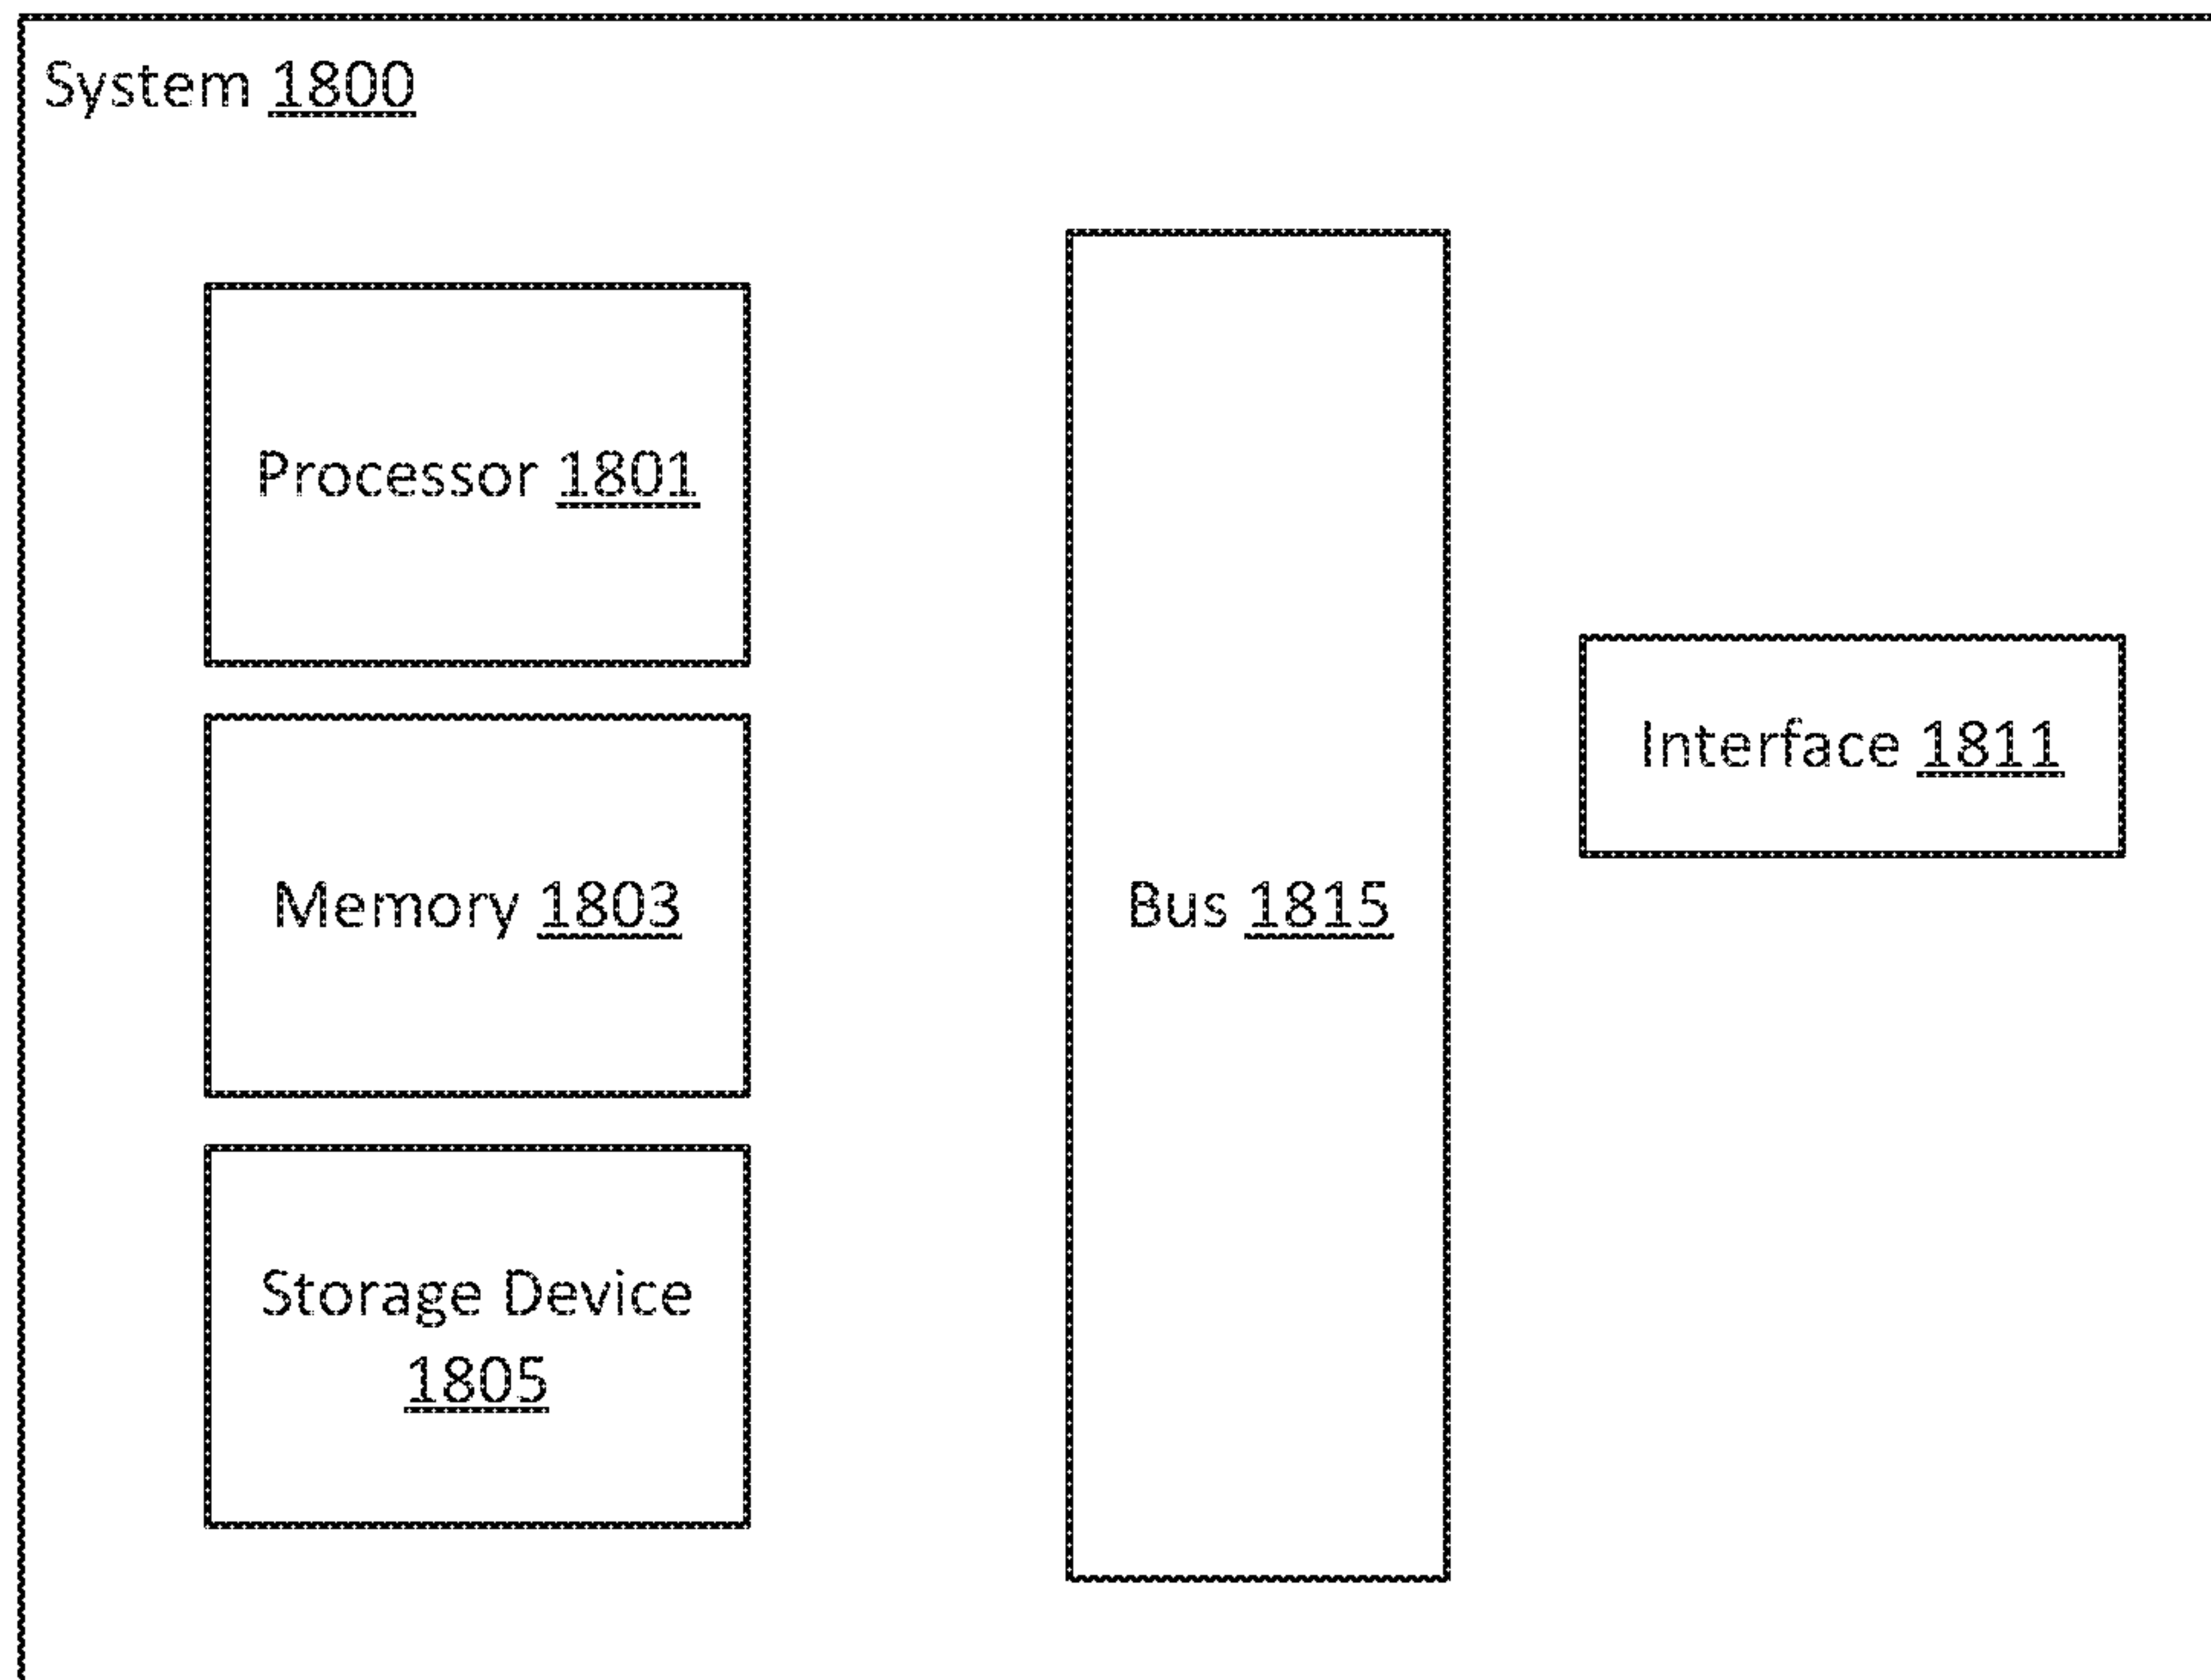 System 1800
Processor 1801
Memory 1803
Storage Device
1805
Bus 1815
Interface 1811